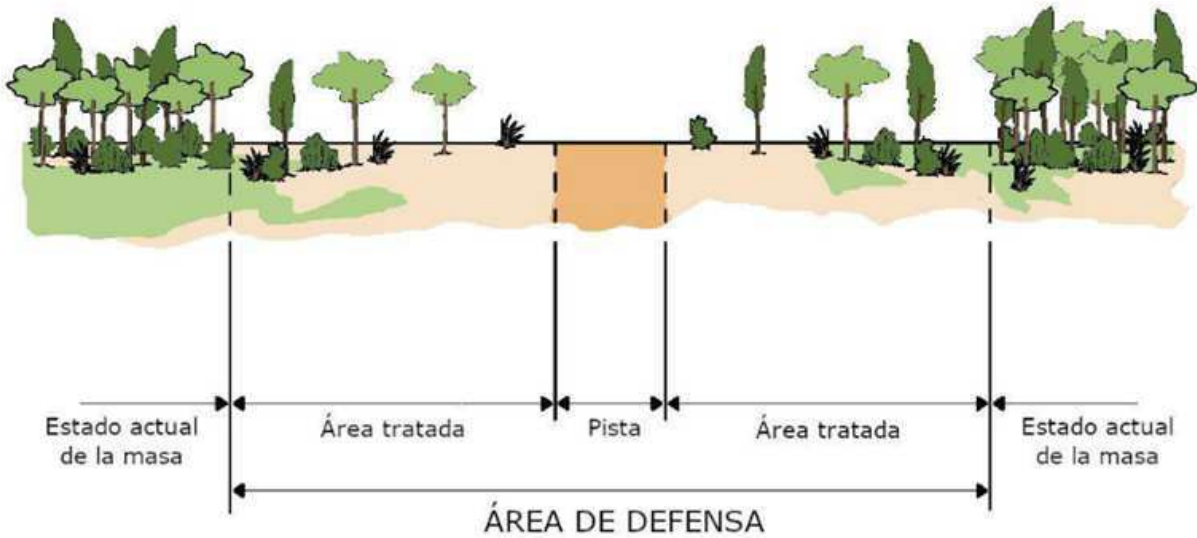 Estado actual
de la masa
Área tratada
Pista
Área tratada
Estado actual
de la masa
ÁREA DE DEFENSA